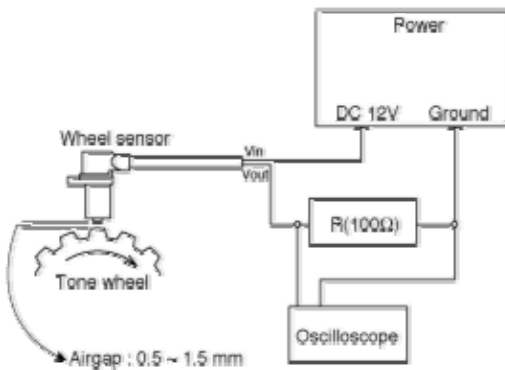 Power
DC 12V Ground
Wheel sensor
Vin
Vout
R(100Ω)
Tone wheel
Oscilloscope
Airgap : 0.5 ~ 1.5 mm